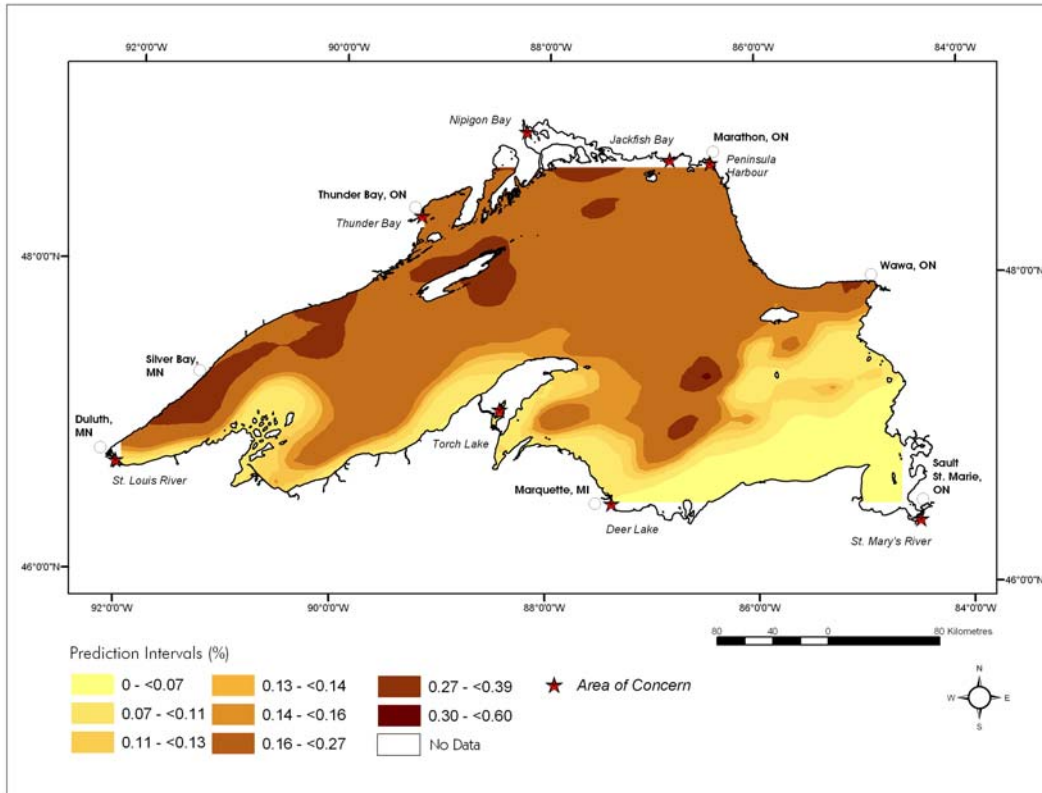 92°0'0"W 90°0'0"W 88°0'0"W 86°0'0"W 84°0'0"W
Nipigon Bay
Jackfish Bay
Marathon, ON
Peninsula
Harbour
Thunder Bay, ON
Thunder Bay
48°0'0"N
48°0'0"N
Wawa, ON
Silver Bay,
MN
Duluth,
MN
St. Louis River
Torch Lake
Marquette, MI
Deer Lake
Sault
St. Marie,
ON
St. Mary's River
46°0'0"N
46°0'0"N
92°0'0"W 90°0'0"W 88°0'0"W 86°0'0"W 84°0'0"W
80 40 0 80 Kilometres
Prediction Intervals (%)
0 - <0.07
0.07 - <0.11
0.11 - <0.13
0.13 - <0.14
0.14 - <0.16
0.16 - <0.27
0.27 - <0.39
0.30 - <0.60
No Data
Area of Concern
N
W E
S